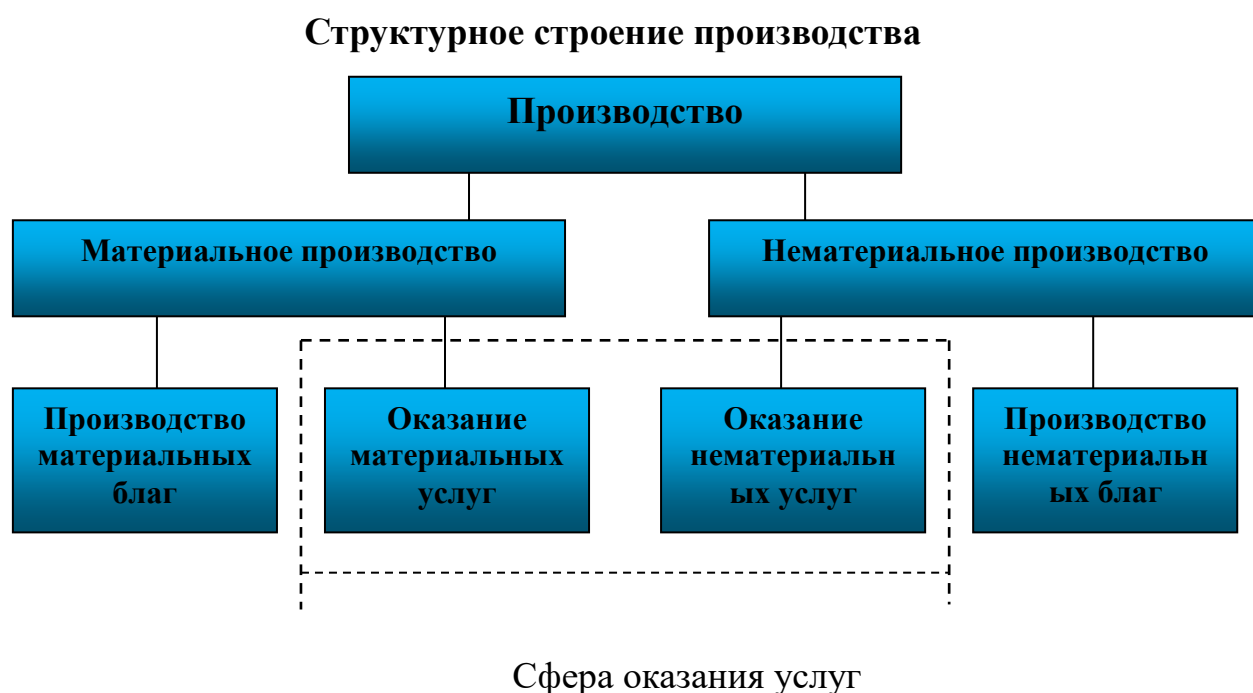 Структурное строение производства
Производство
Материальное производство
Нематериальное производство
Производство
материальных
благ
Оказание
материальных
услуг
Оказание
нематериальн
ых услуг
Производство
нематериальн
ых благ
Сфера оказания услуг